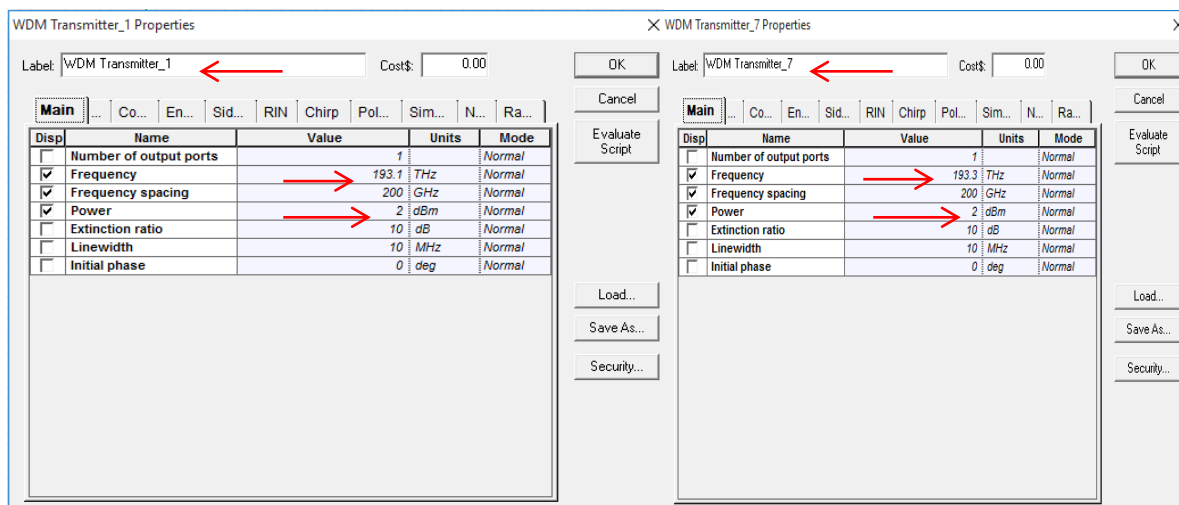 WDM Transmitter_1 Properties
Label: WDM Transmitter_1 Cost$: 0.00 OK
Cancel
Evaluate Script
Main ... Co... En... Sid... RIN Chirp Pol... Sim... N... Ra...
Disp Name Value Units Mode
Number of output ports 1 Normal
Frequency 193.1 THz Normal
Frequency spacing 200 GHz Normal
Power 2 dBm Normal
Extinction ratio 10 dB Normal
Linewidth 10 MHz Normal
Initial phase 0 deg Normal
Load...
Save As...
Security...
WDM Transmitter_7 Properties
Label: WDM Transmitter_7 Cost$: 0.00 OK
Cancel
Evaluate Script
Main ... Co... En... Sid... RIN Chirp Pol... Sim... N... Ra...
Disp Name Value Units Mode
Number of output ports 1 Normal
Frequency 193.3 THz Normal
Frequency spacing 200 GHz Normal
Power 2 dBm Normal
Extinction ratio 10 dB Normal
Linewidth 10 MHz Normal
Initial phase 0 deg Normal
Load...
Save As...
Security...